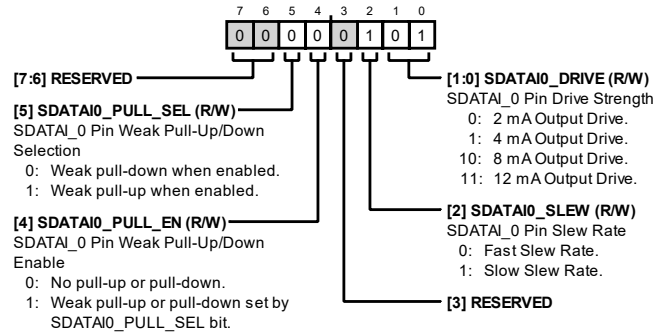 7 6 5 4 3 2 1 0
0 0 0 0 0 1 0 1
[7:6] RESERVED
[5] SDATAI0_PULL_SEL (R/W)
SDATAI_0 Pin Weak Pull-Up/Down
Selection
0: Weak pull-down when enabled.
1: Weak pull-up when enabled.
[4] SDATAI0_PULL_EN (R/W)
SDATAI_0 Pin Weak Pull-Up/Down
Enable
0: No pull-up or pull-down.
1: Weak pull-up or pull-down set by
SDATAI0_PULL_SEL bit.
[1:0] SDATAI0_DRIVE (R/W)
SDATAI_0 Pin Drive Strength
0: 2 mA Output Drive.
1: 4 mA Output Drive.
10: 8 mA Output Drive.
11: 12 mA Output Drive.
[2] SDATAI0_SLEW (R/W)
SDATAI_0 Pin Slew Rate
0: Fast Slew Rate.
1: Slow Slew Rate.
[3] RESERVED